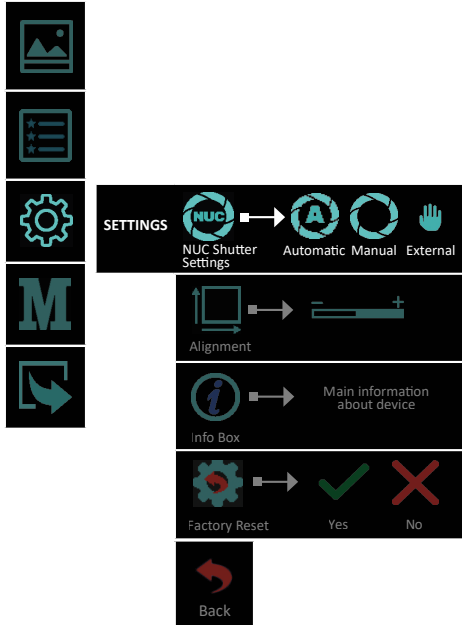 SETTINGS
NUC
NUC Shutter
Settings
A
Automatic
Manual
External
M
Alignment
- +
i
Info Box
Main information
about device
Factory Reset
Yes
No
Back